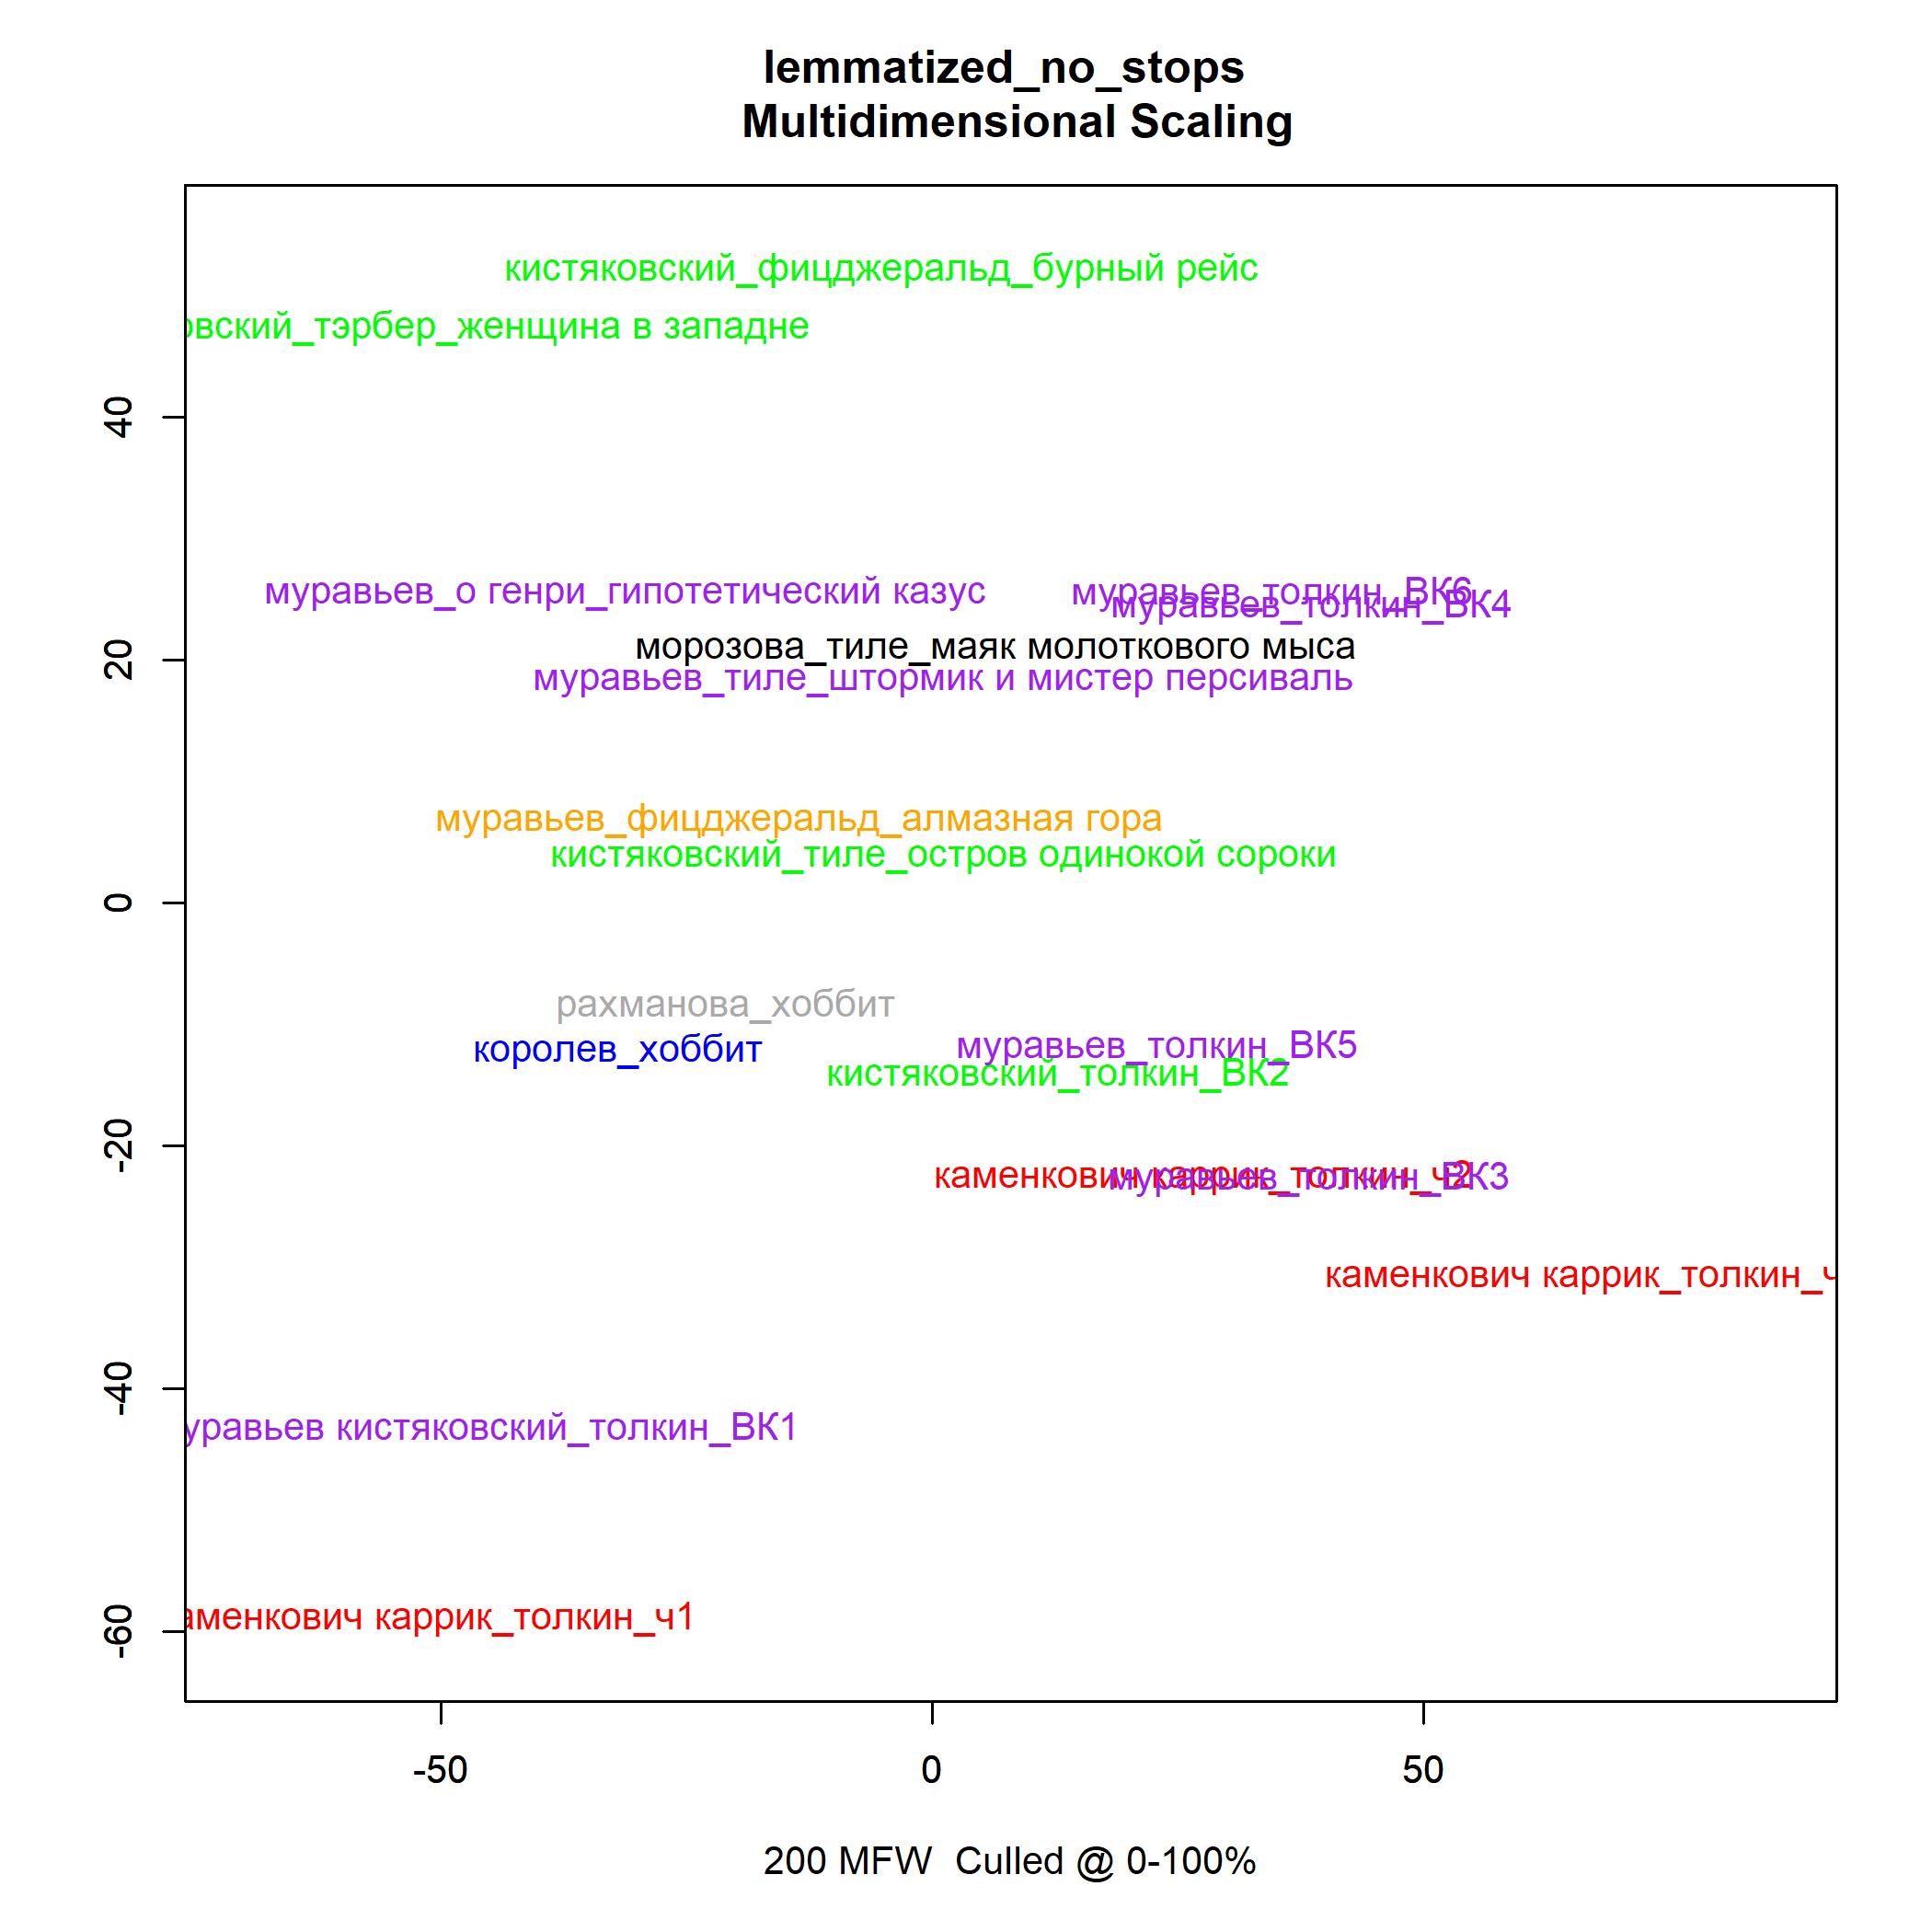 lemmatized_no_stops
Multidimensional Scaling
кистяковский_фицджеральд_бурный рейс
овский_тэрбер_женщина в западне
40
муравьев_о генри_гипотетический казус
муравьев_толкин_ВК6
муравьев_толкин_ВК4
морозова_тиле_маяк молоткового мыса
20
муравьев_тиле_штормик и мистер персиваль
муравьев_фицджеральд_алмазная гора
кистяковский_тиле_остров одинокой сороки
0
рахманова_хоббит
королев_хоббит
муравьев_толкин_ВК5
кистяковский_толкин_ВК2
-20
каменкович каррик_толкин_ч2
муравьев_толкин_ВК3
каменкович каррик_толкин_ч
-40
уравьев кистяковский_толкин_ВК1
аменкович каррик_толкин_ч1
-60
-50 0 50
200 MFW Culled @ 0-100%